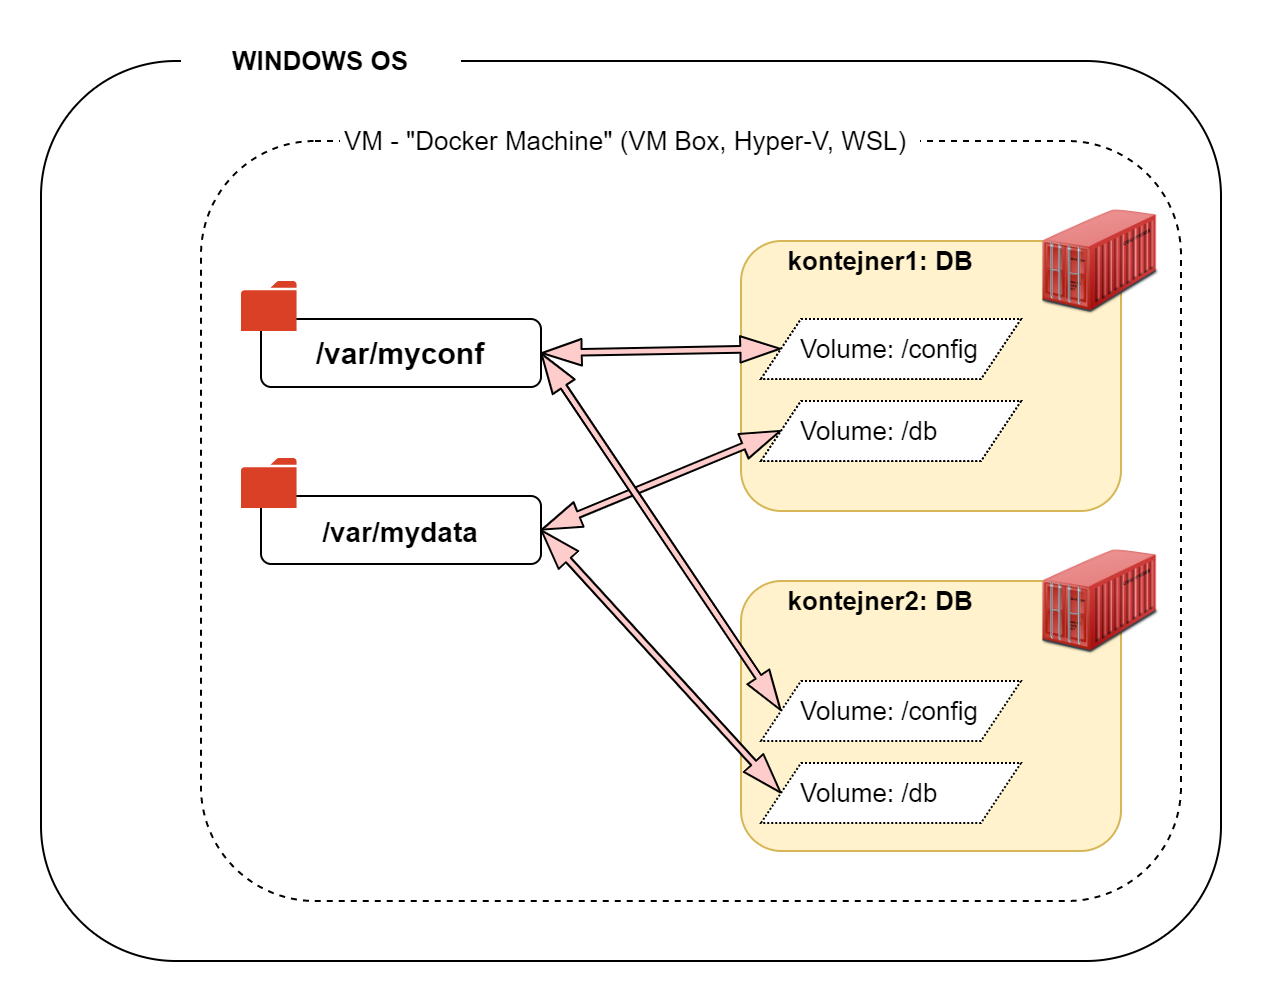 WINDOWS OS
VM - "Docker Machine" (VM Box, Hyper-V, WSL)
kontejner1: DB
/var/myconf
Volume: /config
Volume: /db
/var/mydata
kontejner2: DB
Volume: /config
Volume: /db